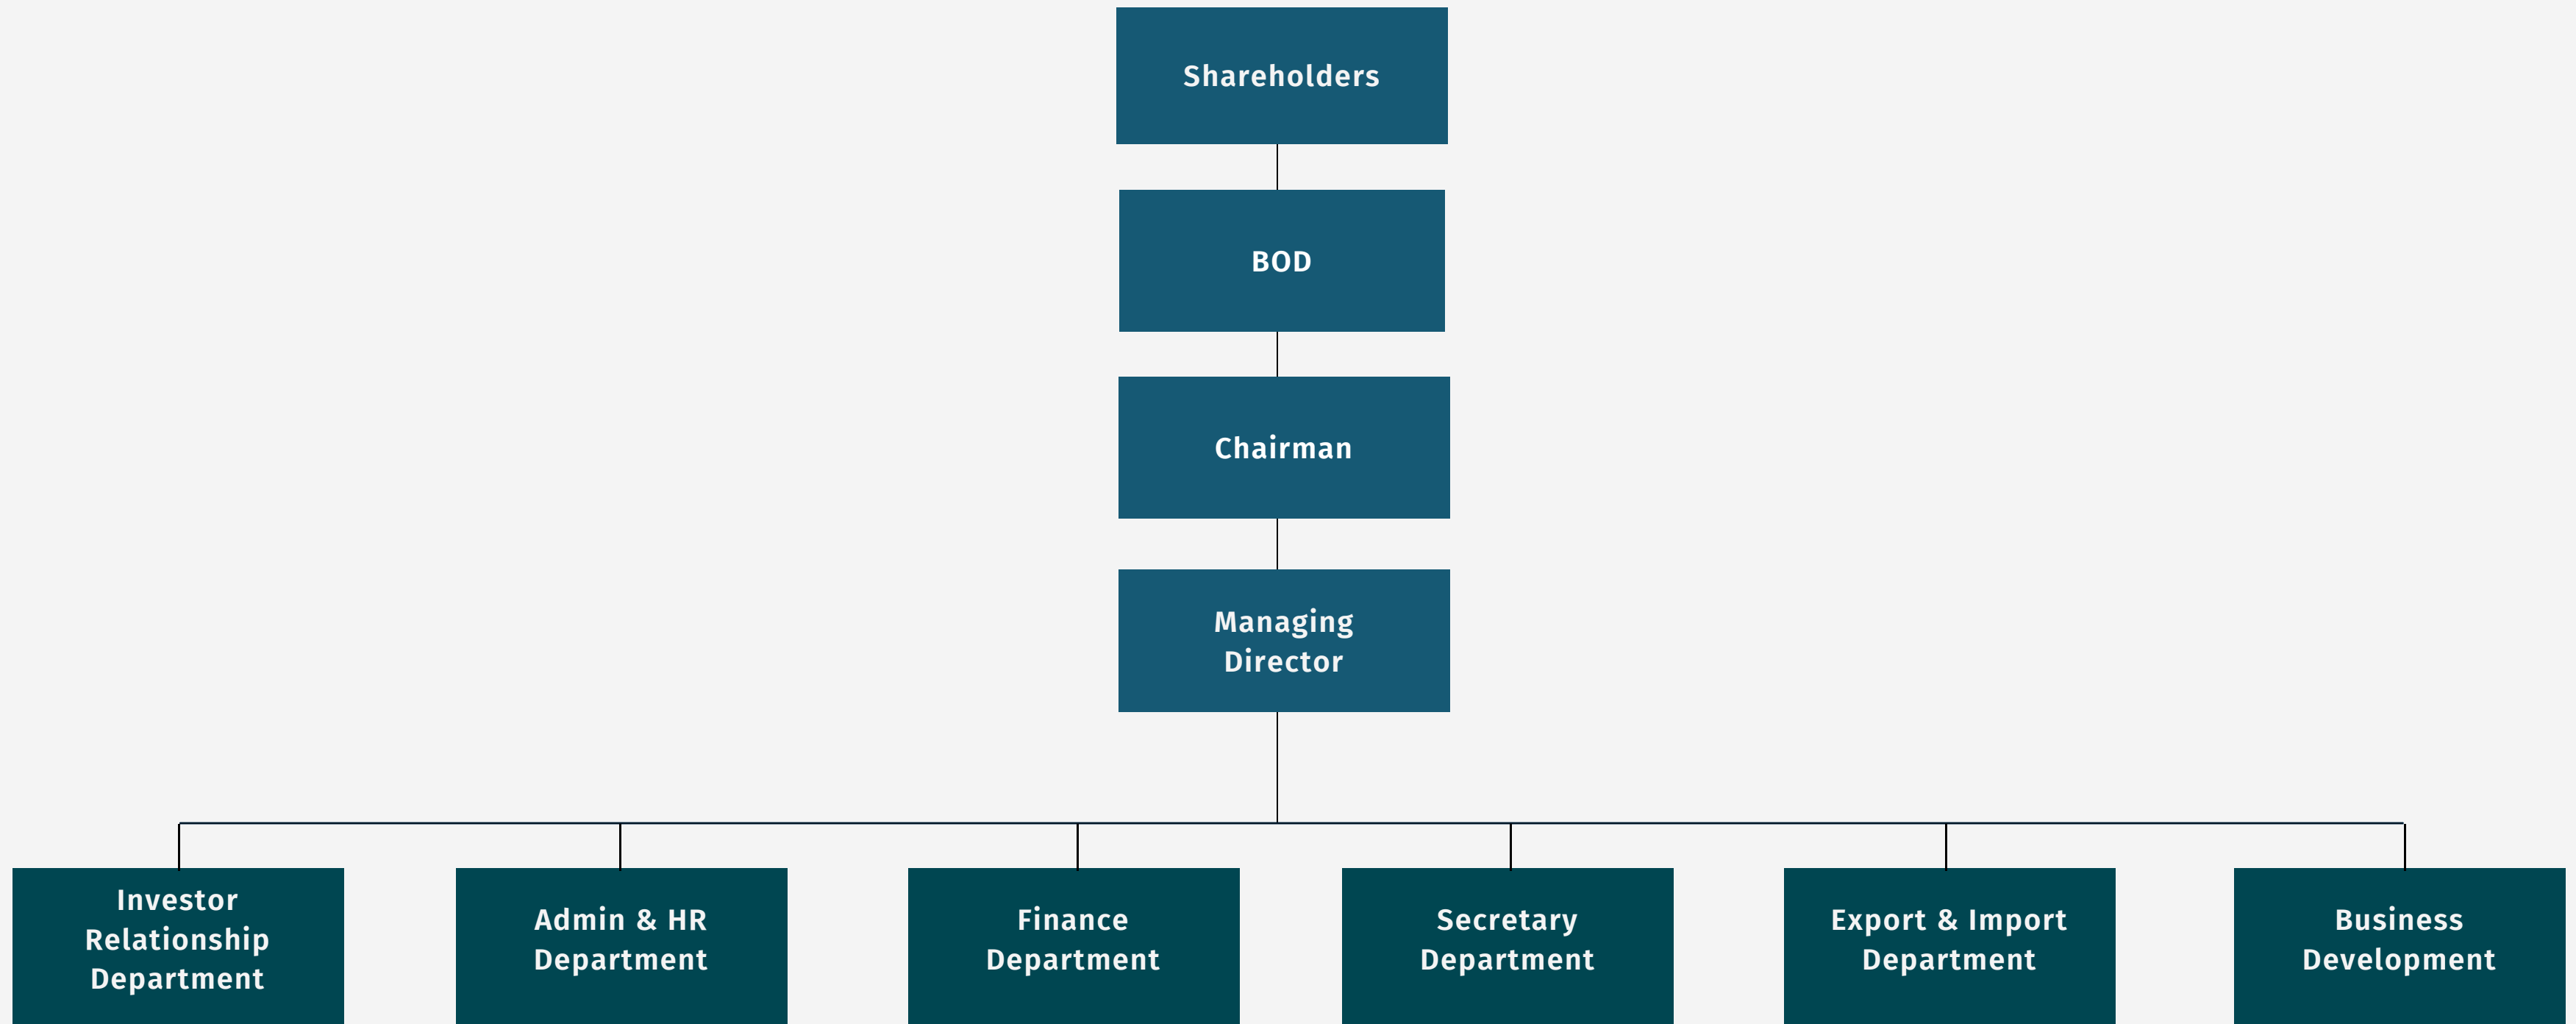 Shareholders
BOD
Chairman
Managing
Director
Investor
Relationship
Department
Admin & HR
Department
Finance
Department
Secretary
Department
Export & Import
Department
Business
Development